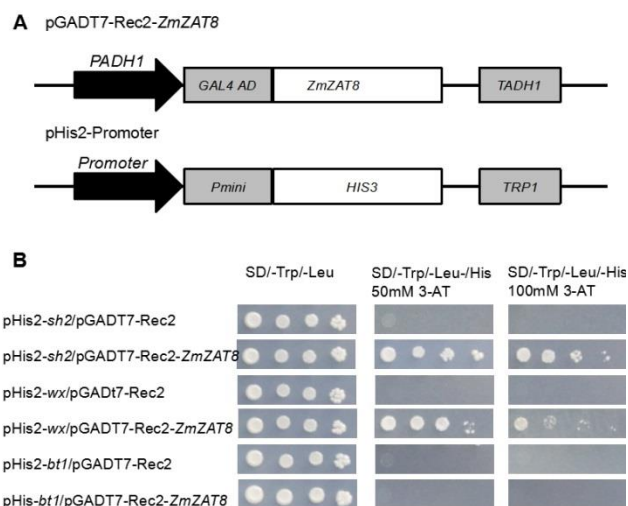 A pGADT7-Rec2-ZmZAT8
PADH1
GAL4 AD ZmZAT8 TADH1
pHis2-Promoter
Promoter
Pmini HIS3 TRP1
B
SD/-Trp/-Leu SD/-Trp/-Leu-/His SD/-Trp/-Leu/-His
50mM 3-AT 100mM 3-AT
pHis2-sh2/pGADT7-Rec2
pHis2-sh2/pGADT7-Rec2-ZmZAT8
pHis2-wx/pGADt7-Rec2
pHis2-wx/pGADT7-Rec2-ZmZAT8
pHis2-bt1/pGADT7-Rec2
pHis-bt1/pGADT7-Rec2-ZmZAT8